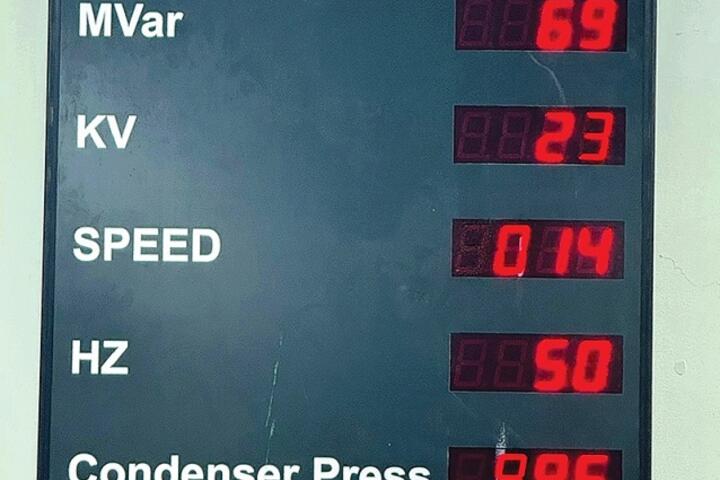 MVar 69
KV 23
SPEED 014
HZ 50
Condenser Press